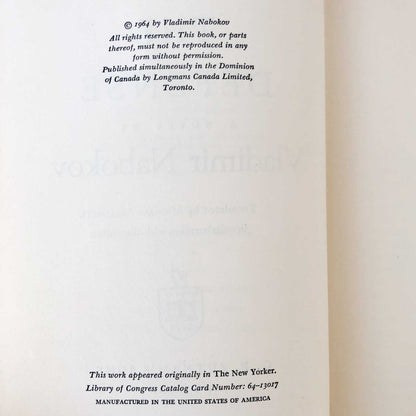 © 1964 by Vladimir Nabokov
All rights reserved. This book, or parts
thereof, must not be reproduced in any
form without permission.
Published simultaneously in the Dominion
of Canada by Longmans Canada Limited,
Toronto.
Vladimir Nabokov
This work appeared originally in The New Yorker.
Library of Congress Catalog Card Number: 64-13017
MANUFACTURED IN THE UNITED STATES OF AMERICA